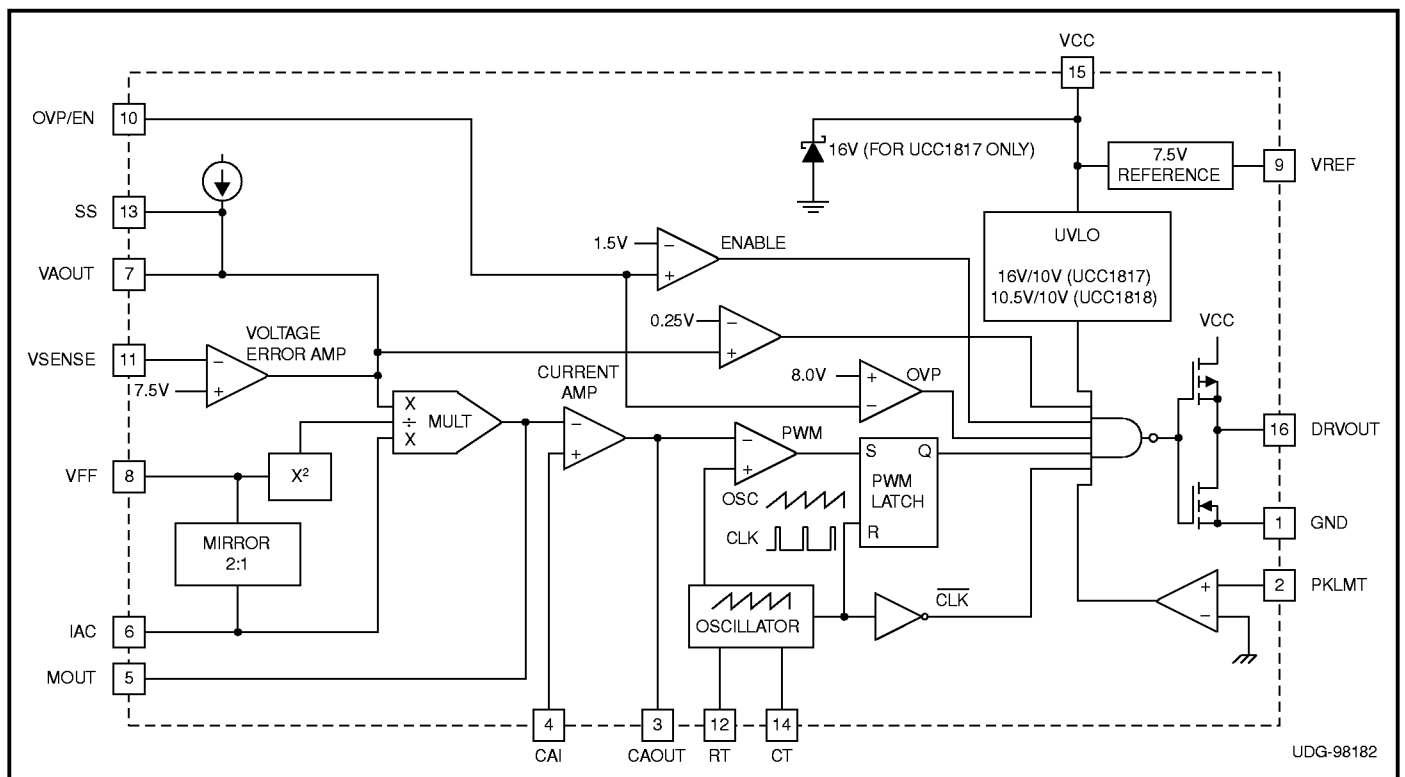 VCC
15
OVP/EN
10
16V (FOR UCC1817 ONLY)
7.5V
REFERENCE
9
VREF
SS
13
1.5V
−
+
ENABLE
UVLO
16V/10V (UCC1817)
10.5V/10V (UCC1818)
VAOUT
7
0.25V
−
+
VCC
VSENSE
11
−
7.5V
+
VOLTAGE
ERROR AMP
CURRENT
AMP
8.0V
+
−
OVP
X
÷
X
MULT
−
+
−
+
PWM
S
Q
PWM
LATCH
R
16
DRVOUT
VFF
8
X²
OSC
CLK
1
GND
MIRROR
2:1
OSCILLATOR
C̅L̅K̅
+
−
2
PKLMT
IAC
6
MOUT
5
4
3
12
14
CAI
CAOUT
RT
CT
UDG-98182